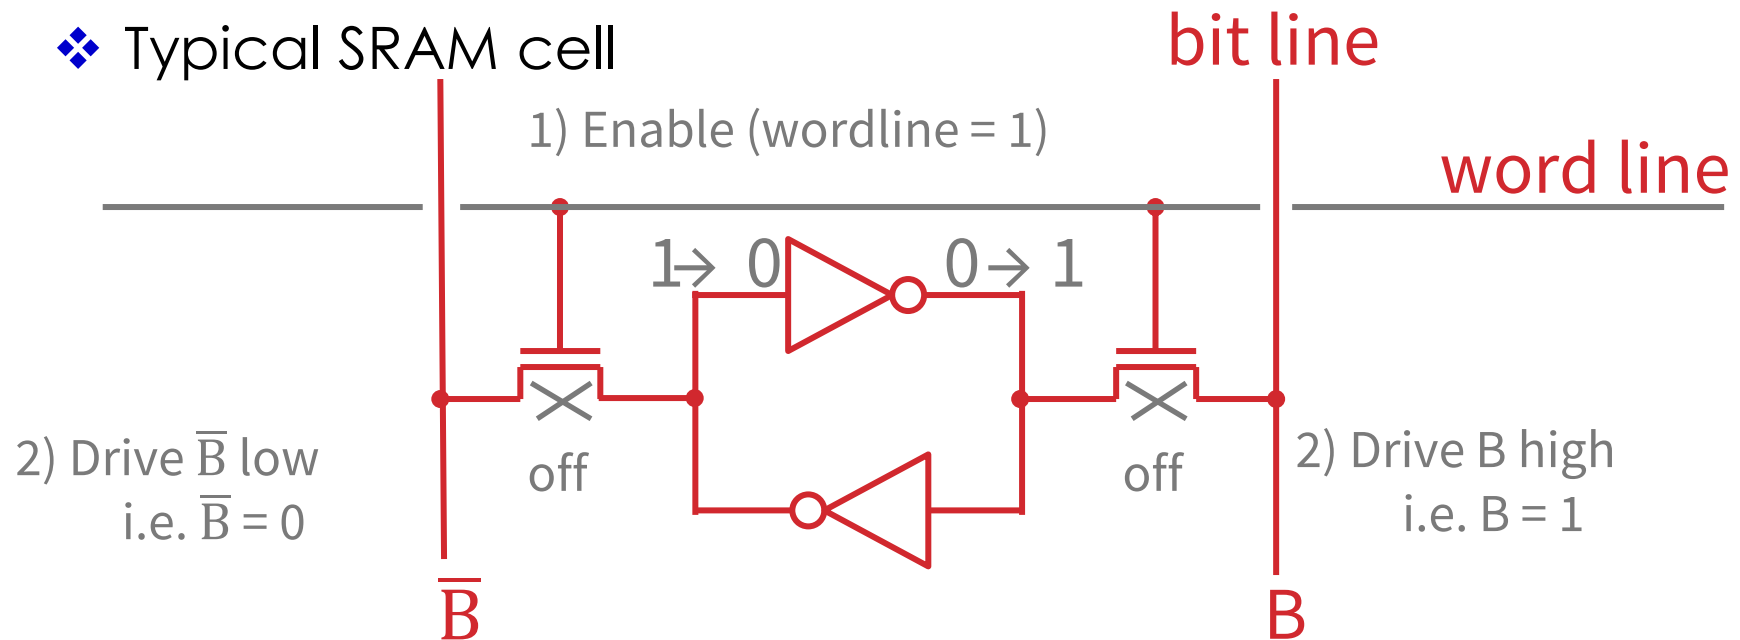 ❖ Typical SRAM cell
bit line
1) Enable (wordline = 1)
word line
1→ 0
0 → 1
2) Drive B̅ low
i.e. B̅ = 0
off
off
2) Drive B high
i.e. B = 1
B̅
B